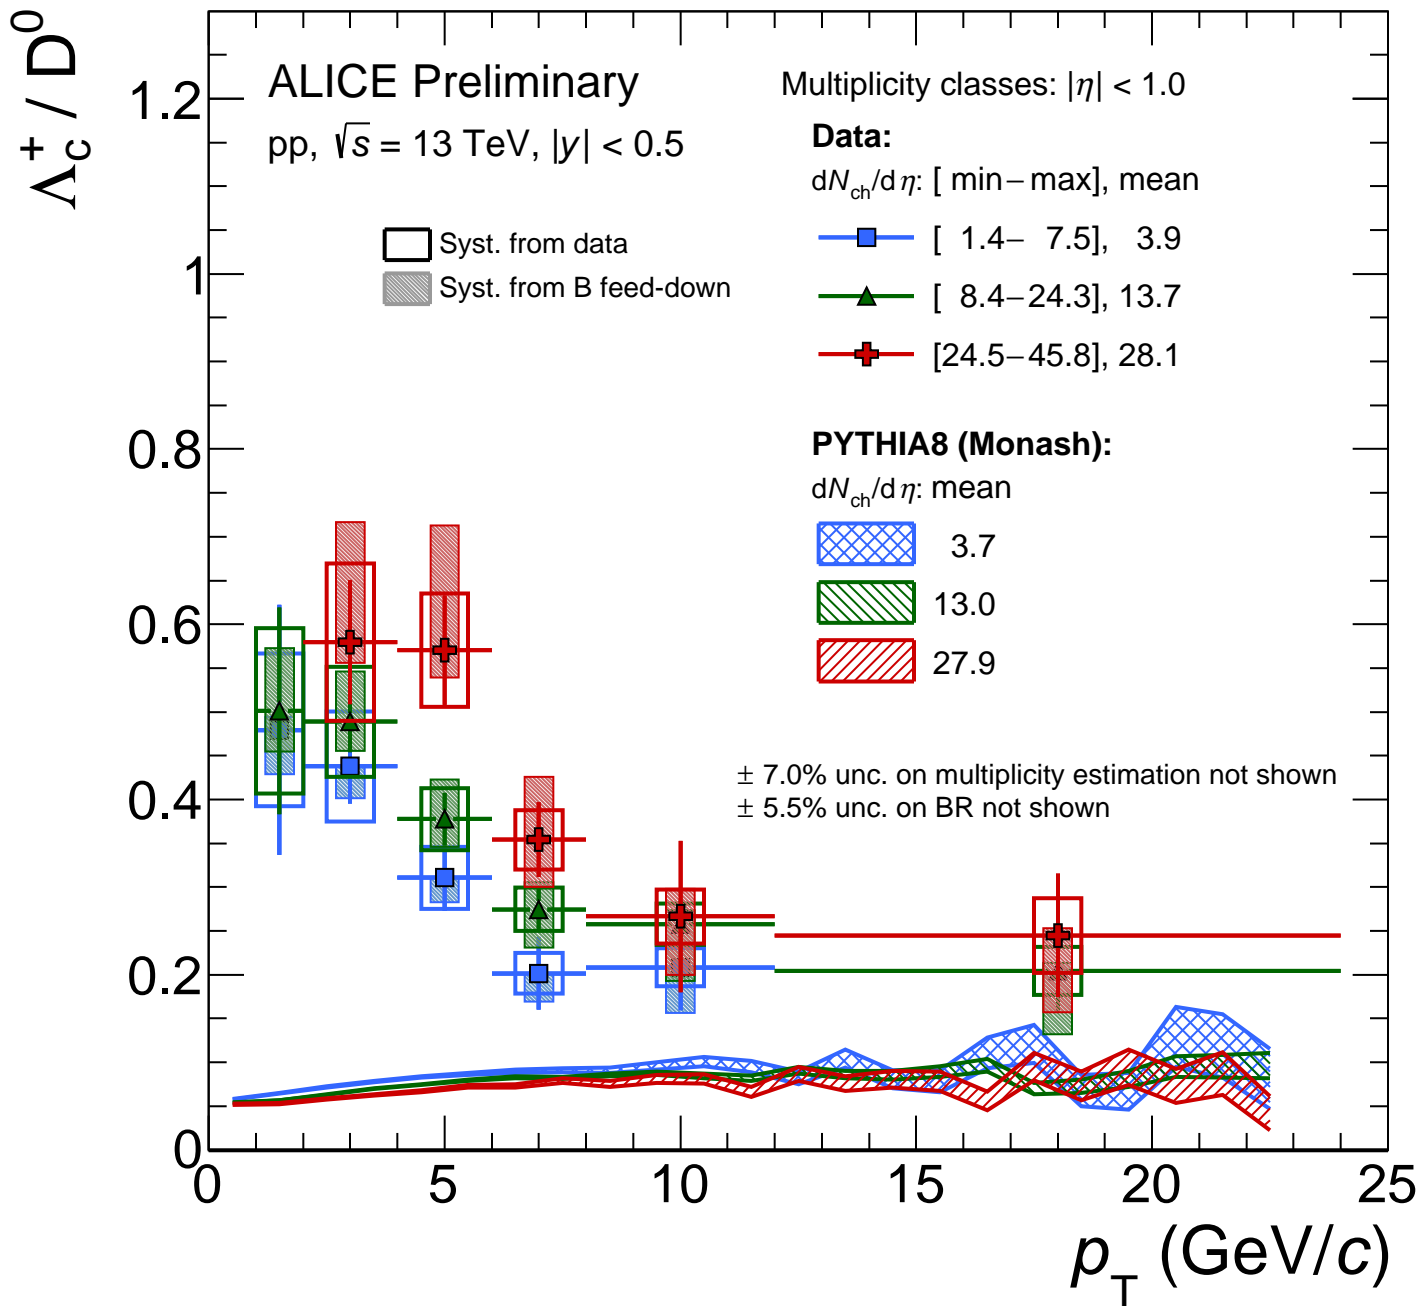 Λc+ / D0
ALICE Preliminary
pp, √s = 13 TeV, |y| < 0.5
Syst. from data
Syst. from B feed-down
Multiplicity classes: |η| < 1.0
Data:
dNch/dη: [ min− max], mean
[ 1.4− 7.5], 3.9
[ 8.4−24.3], 13.7
[24.5−45.8], 28.1
PYTHIA8 (Monash):
dNch/dη: mean
3.7
13.0
27.9
± 7.0% unc. on multiplicity estimation not shown
± 5.5% unc. on BR not shown
1.2
1
0.8
0.6
0.4
0.2
0
0 5 10 15 20 25
pT (GeV/c)